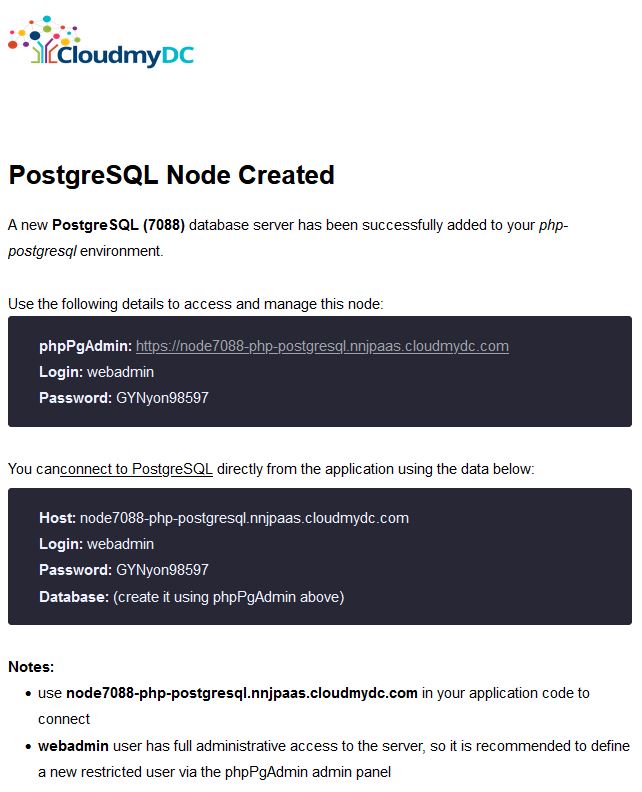 CloudmyDC
PostgreSQL Node Created
A new PostgreSQL (7088) database server has been successfully added to your php-
postgresql environment.
Use the following details to access and manage this node:
phpPgAdmin: https://node7088-php-postgresql.nnjpaas.cloudmydc.com
Login: webadmin
Password: GYNyon98597
You canconnect to PostgreSQL directly from the application using the data below:
Host: node7088-php-postgresql.nnjpaas.cloudmydc.com
Login: webadmin
Password: GYNyon98597
Database: (create it using phpPgAdmin above)
Notes:
• use node7088-php-postgresql.nnjpaas.cloudmydc.com in your application code to
connect
• webadmin user has full administrative access to the server, so it is recommended to define
a new restricted user via the phpPgAdmin admin panel